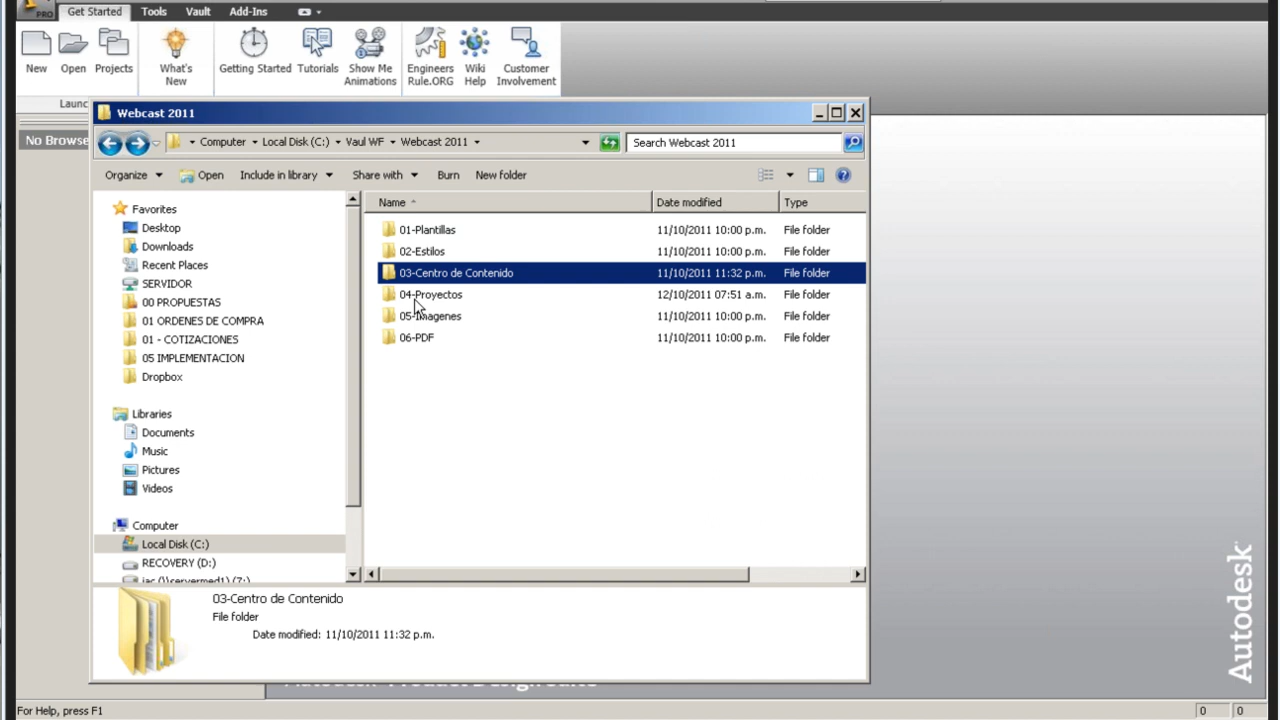 PRO
Get Started Tools Vault Add-Ins
New Open Projects What's New Getting Started Tutorials Show Me Animations Engineers Rule.ORG Wiki Help Customer Involvement
Launc
No Browse
Webcast 2011
Computer Local Disk (C:) Vaul WF Webcast 2011
Search Webcast 2011
Organize Open Include in library Share with Burn New folder
Favorites
Desktop
Downloads
Recent Places
SERVIDOR
00 PROPUESTAS
01 ORDENES DE COMPRA
01 - COTIZACIONES
05 IMPLEMENTACION
Dropbox
Libraries
Documents
Music
Pictures
Videos
Computer
Local Disk (C:)
RECOVERY (D:)
jac (\\servermed1) (Z:)
Name Date modified Type
01-Plantillas 11/10/2011 10:00 p.m. File folder
02-Estilos 11/10/2011 10:00 p.m. File folder
03-Centro de Contenido 11/10/2011 11:32 p.m. File folder
04-Proyectos 12/10/2011 07:51 a.m. File folder
05-Imagenes 11/10/2011 10:00 p.m. File folder
06-PDF 11/10/2011 10:00 p.m. File folder
03-Centro de Contenido
File folder
Date modified: 11/10/2011 11:32 p.m.
Autodesk
For Help, press F1
0 0